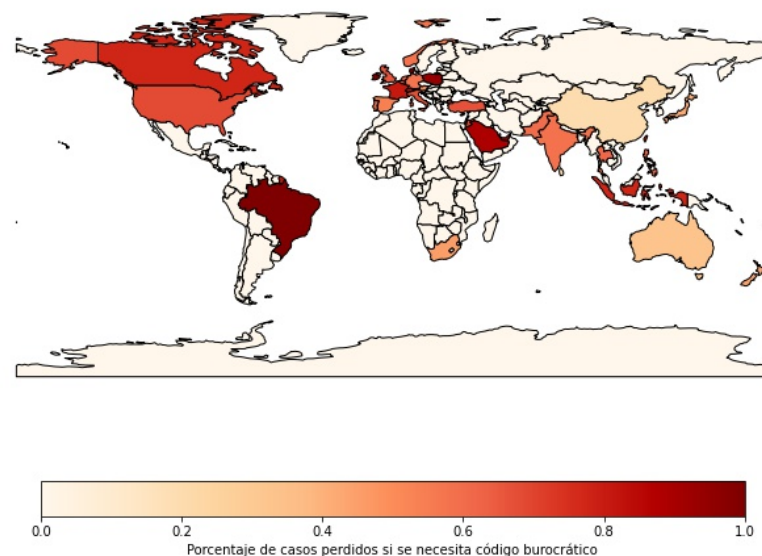 0.0 0.2 0.4 0.6 0.8 1.0
Porcentaje de casos perdidos si se necesita código burocrático